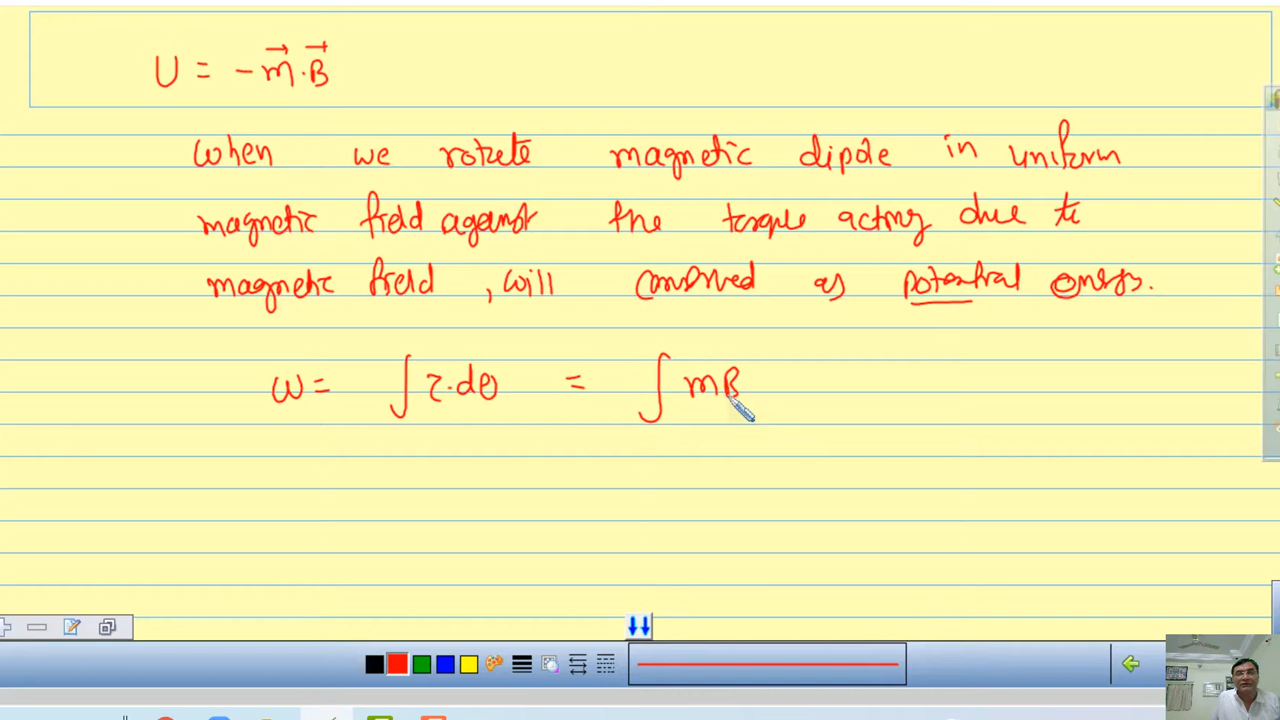 U = -m⃗·B⃗
When we rotate magnetic dipole in uniform
magnetic field against the torque acting due to
magnetic field, will conserved as potential energy.
W = ∫ τ.dθ = ∫ mB